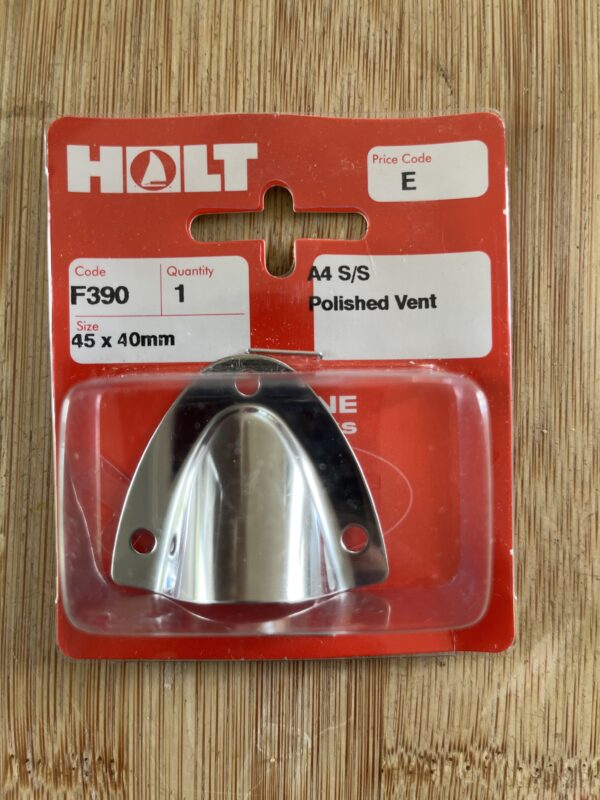 HOLT
Price Code
E
Code
F390
Quantity
1
Size
45 x 40mm
A4 S/S
Polished Vent